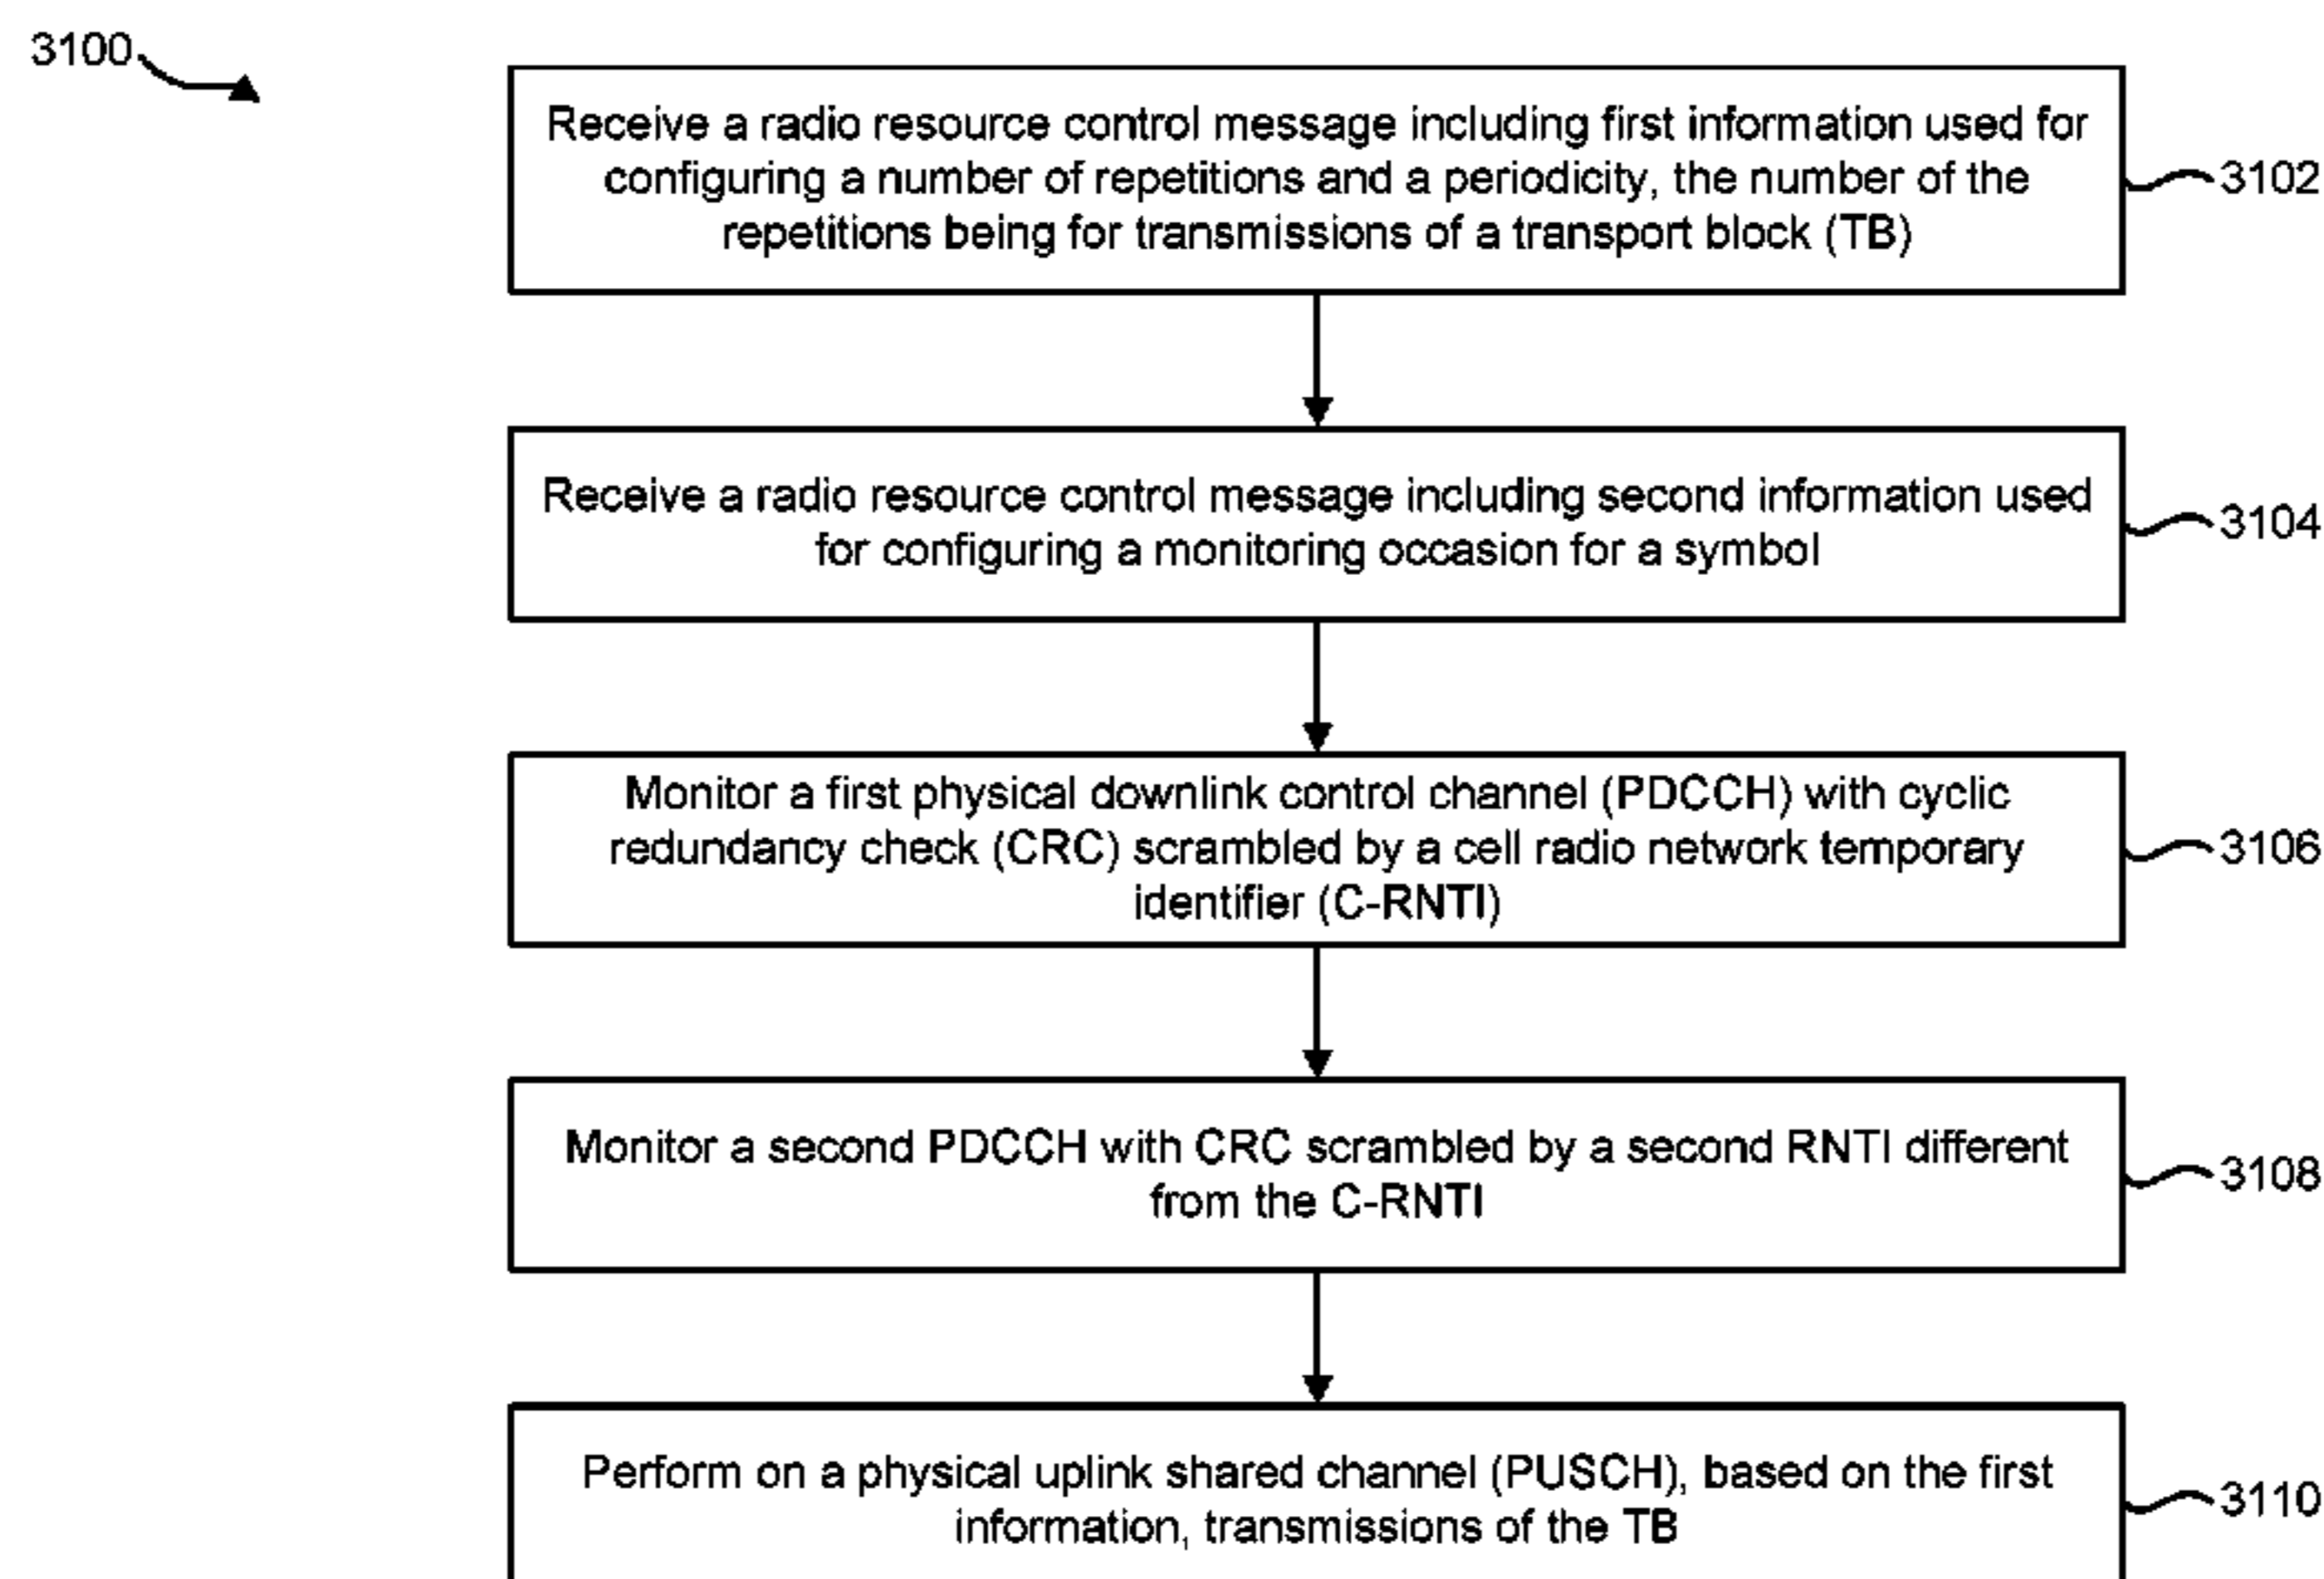 3100
Receive a radio resource control message including first information used for
configuring a number of repetitions and a periodicity, the number of the
repetitions being for transmissions of a transport block (TB)
3102
Receive a radio resource control message including second information used
for configuring a monitoring occasion for a symbol
3104
Monitor a first physical downlink control channel (PDCCH) with cyclic
redundancy check (CRC) scrambled by a cell radio network temporary
identifier (C-RNTI)
3106
Monitor a second PDCCH with CRC scrambled by a second RNTI different
from the C-RNTI
3108
Perform on a physical uplink shared channel (PUSCH), based on the first
information, transmissions of the TB
3110